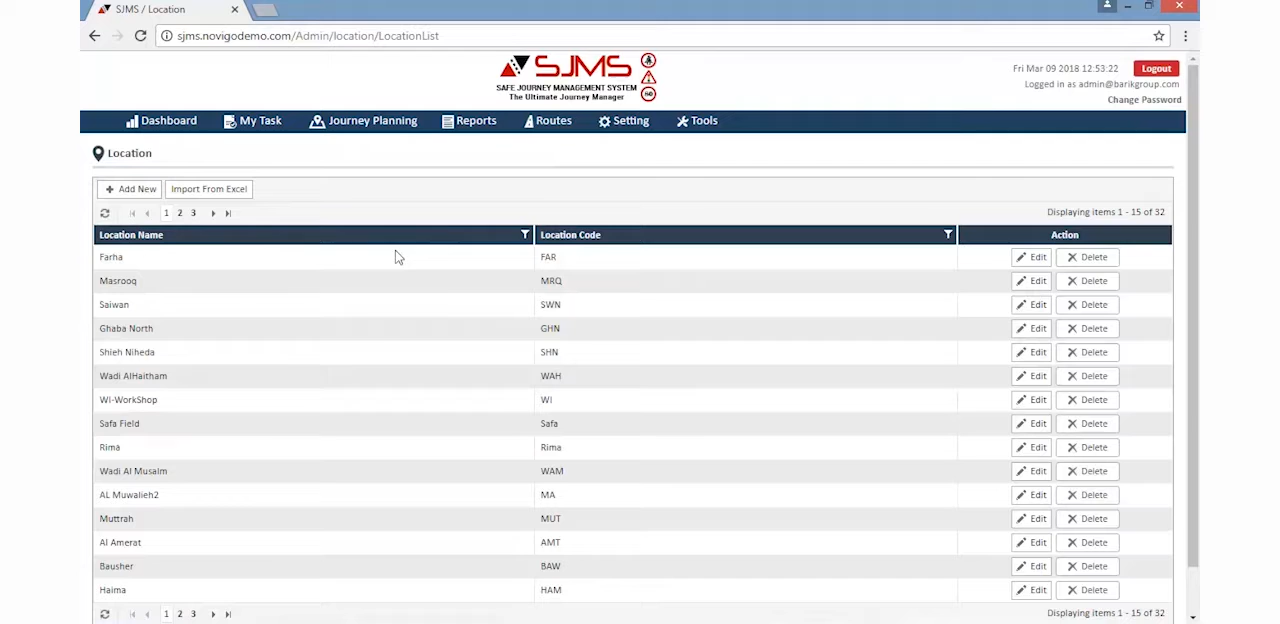 SJMS / Location
sjms.novigodemo.com/Admin/location/LocationList
SJMS
SAFE JOURNEY MANAGEMENT SYSTEM
The Ultimate Journey Manager
Fri Mar 09 2018 12:53:22 Logout
Logged in as admin@barikgroup.com
Change Password
Dashboard My Task Journey Planning Reports Routes Setting Tools
Location
Add New Import From Excel
1 2 3 Displaying items 1 - 15 of 32
Location Name Location Code Action
Farha FAR Edit Delete
Masrooq MRQ Edit Delete
Saiwan SWN Edit Delete
Ghaba North GHN Edit Delete
Shieh Niheda SHN Edit Delete
Wadi AlHaitham WAH Edit Delete
WI-WorkShop WI Edit Delete
Safa Field Safa Edit Delete
Rima Rima Edit Delete
Wadi Al Musalm WAM Edit Delete
AL Muwalieh2 MA Edit Delete
Muttrah MUT Edit Delete
Al Amerat AMT Edit Delete
Bausher BAW Edit Delete
Haima HAM Edit Delete
1 2 3 Displaying items 1 - 15 of 32